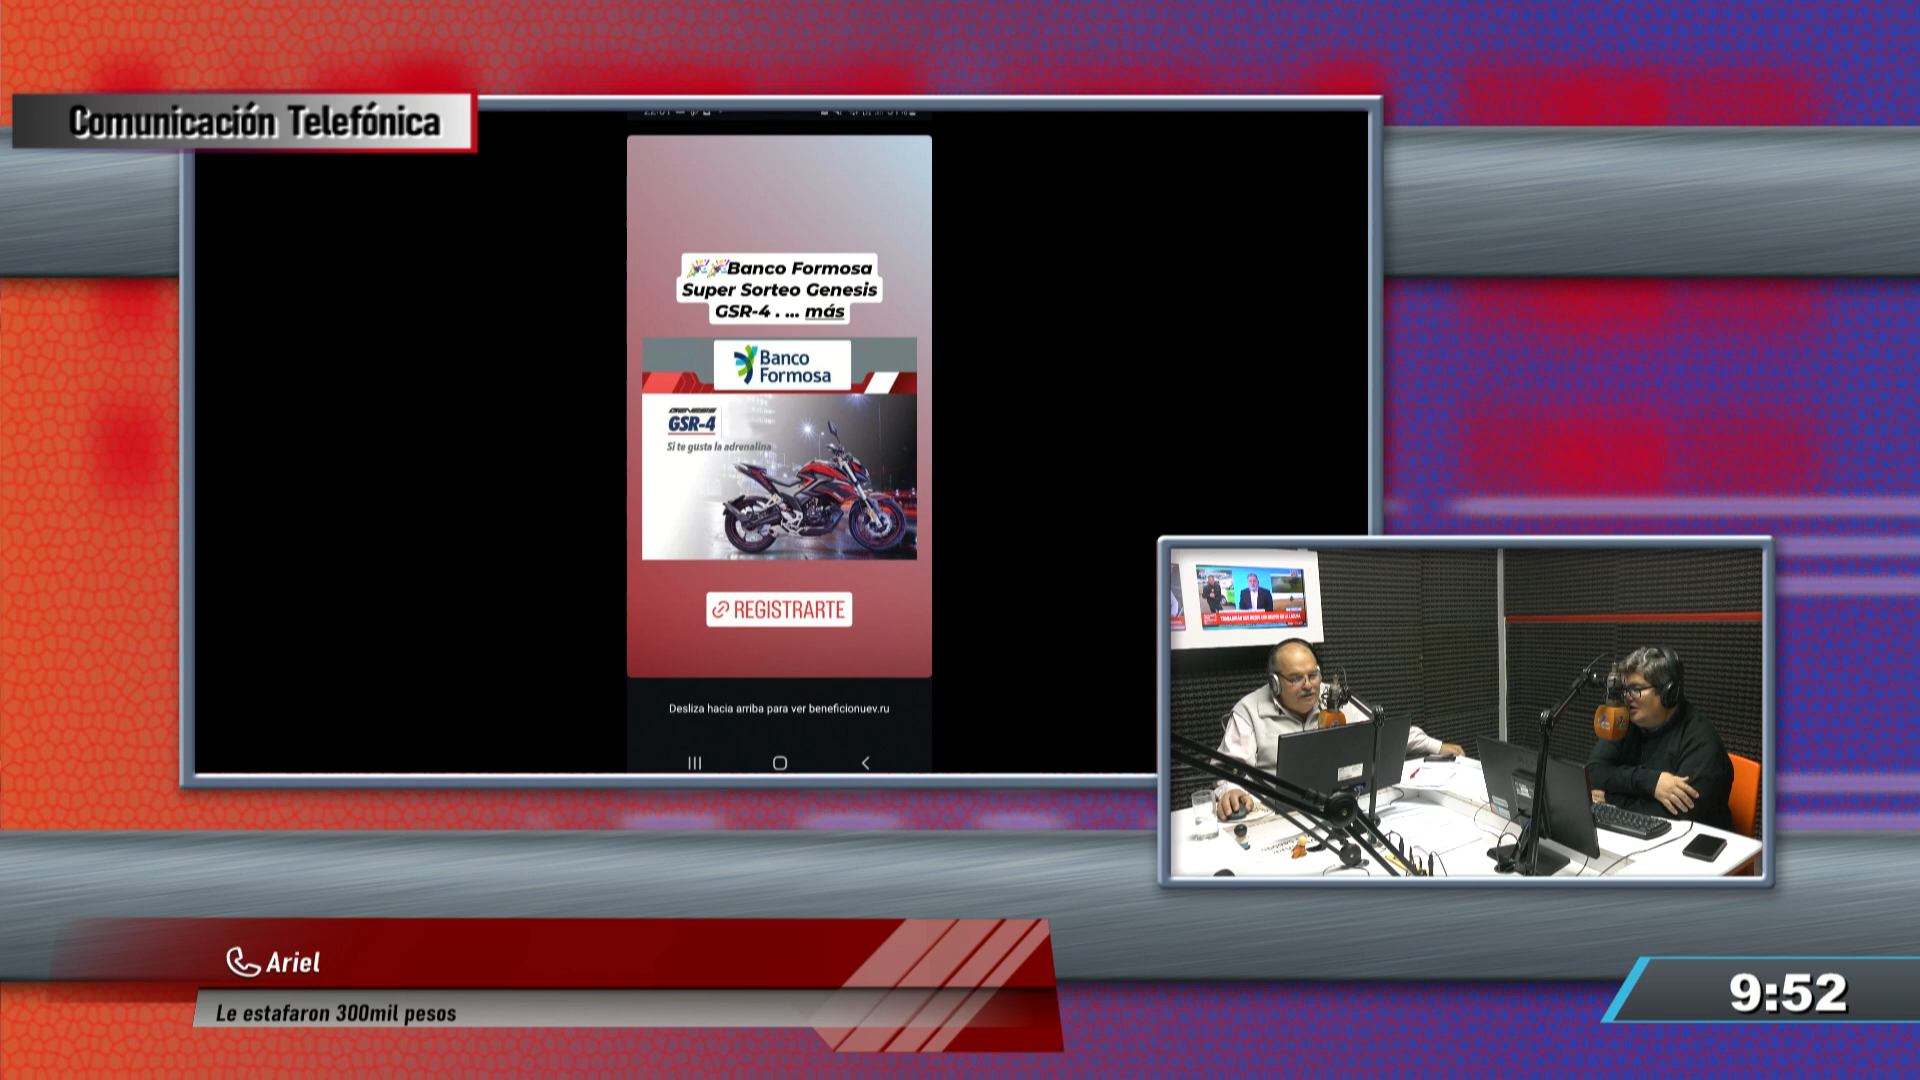 Comunicación Telefónica
Banco Formosa
Super Sorteo Genesis
GSR-4 . ... más
Banco
Formosa
GENESIS
GSR-4
Si te gusta la adrenalina
REGISTRARTE
Desliza hacia arriba para ver beneficionuev.ru
Ariel
Le estafaron 300mil pesos
9:52